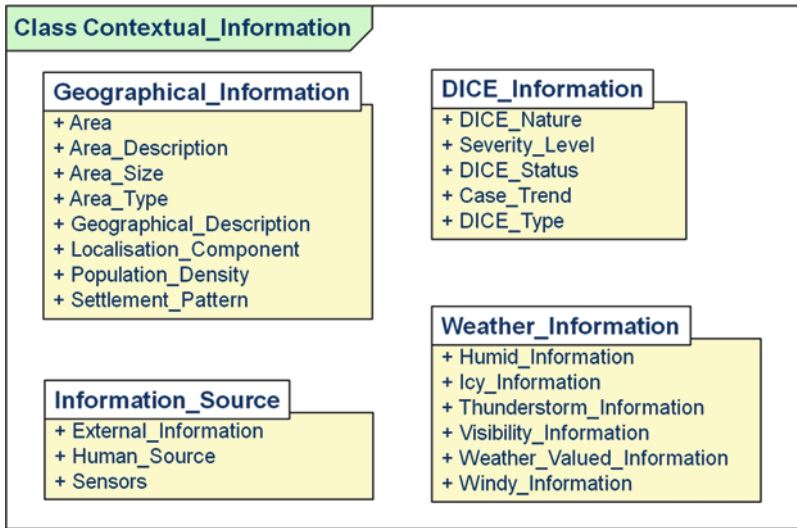 Class Contextual_Information
Geographical_Information
+ Area
+ Area_Description
+ Area_Size
+ Area_Type
+ Geographical_Description
+ Localisation_Component
+ Population_Density
+ Settlement_Pattern
DICE_Information
+ DICE_Nature
+ Severity_Level
+ DICE_Status
+ Case_Trend
+ DICE_Type
Information_Source
+ External_Information
+ Human_Source
+ Sensors
Weather_Information
+ Humid_Information
+ Icy_Information
+ Thunderstorm_Information
+ Visibility_Information
+ Weather_Valued_Information
+ Windy_Information